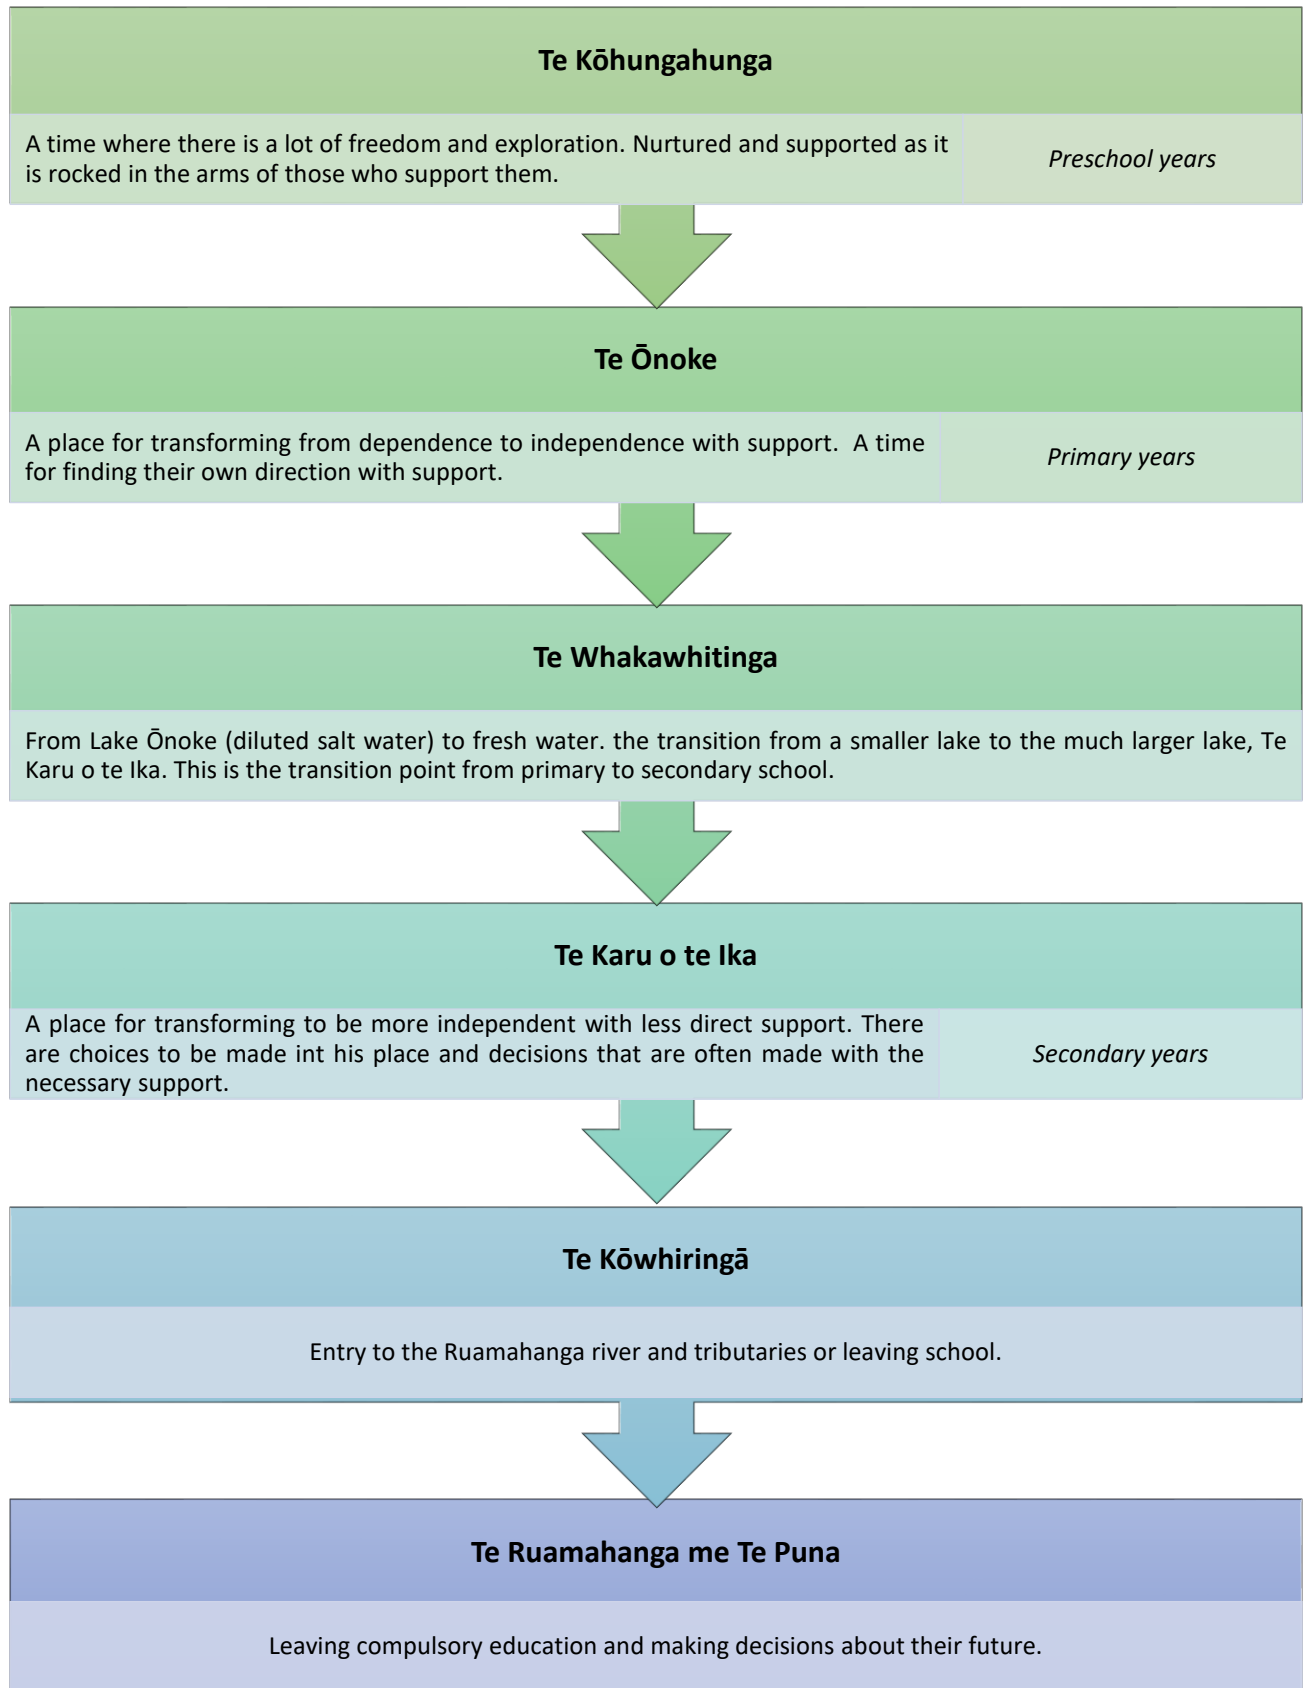 Te Kōhungahunga
A time where there is a lot of freedom and exploration. Nurtured and supported as it
is rocked in the arms of those who support them.
Preschool years
Te Ōnoke
A place for transforming from dependence to independence with support.  A time
for finding their own direction with support.
Primary years
Te Whakawhitinga
From Lake Ōnoke (diluted salt water) to fresh water. the transition from a smaller lake to the much larger lake, Te
Karu o te Ika. This is the transition point from primary to secondary school.
Te Karu o te Ika
A place for transforming to be more independent with less direct support. There
are choices to be made int his place and decisions that are often made with the
necessary support.
Secondary years
Te Kōwhiringā
Entry to the Ruamahanga river and tributaries or leaving school.
Te Ruamahanga me Te Puna
Leaving compulsory education and making decisions about their future.